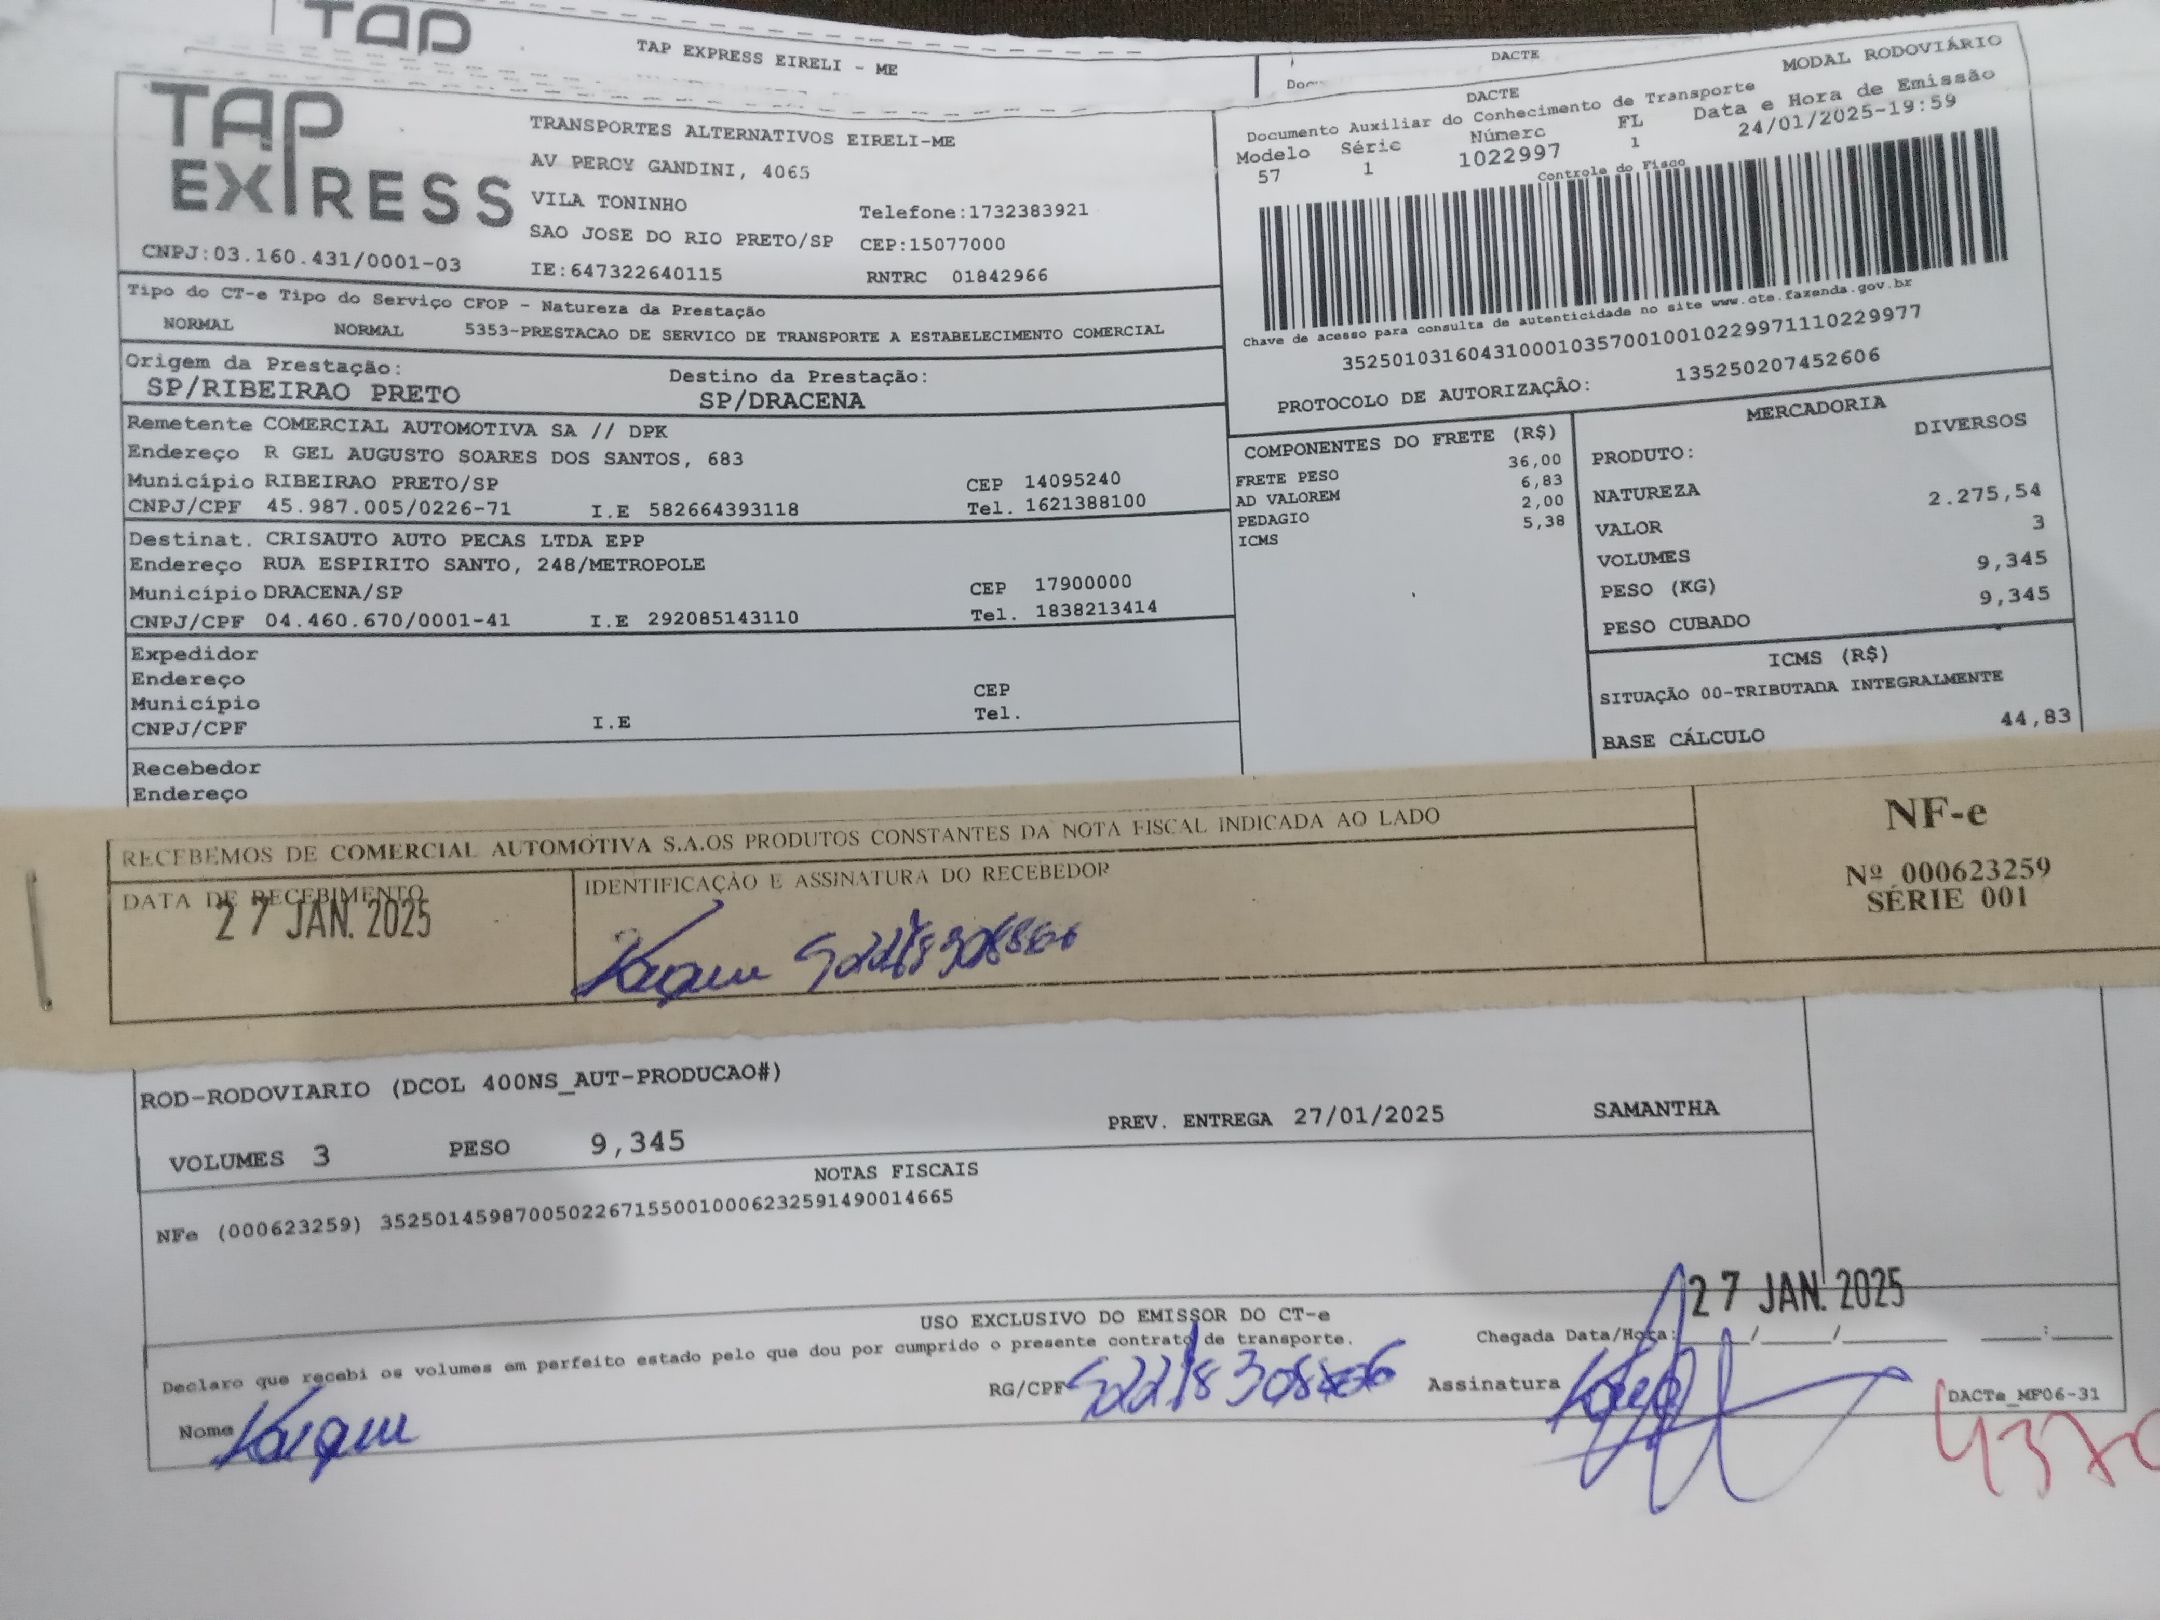 TAP
TAP EXPRESS EIRELI - ME
DACTE
TAP EXPRESS
CNPJ:03.160.431/0001-03
TRANSPORTES ALTERNATIVOS EIRELI-ME
AV PERCY GANDINI, 4065
VILA TONINHO
Telefone:1732383921
SAO JOSE DO RIO PRETO/SP CEP:15077000
IE:647322640115 RNTRC 01842966
DACTE MODAL RODOVIÁRIO
Documento Auxiliar do Conhecimento de Transporte
Modelo Série Número FL Data e Hora de Emissão
57 1 1022997 1 24/01/2025-19:59
Controle do Fisco
Chave de acesso para consulta de autenticidade no site www.cte.fazenda.gov.br
35250103160431000103570010010229971110229977
PROTOCOLO DE AUTORIZAÇÃO: 135250207452606
Tipo do CT-e Tipo do Serviço CFOP - Natureza da Prestação
NORMAL NORMAL 5353-PRESTACAO DE SERVICO DE TRANSPORTE A ESTABELECIMENTO COMERCIAL
Origem da Prestação: Destino da Prestação:
SP/RIBEIRAO PRETO SP/DRACENA
Remetente COMERCIAL AUTOMOTIVA SA // DPK
Endereço R GEL AUGUSTO SOARES DOS SANTOS, 683
Município RIBEIRAO PRETO/SP CEP 14095240
CNPJ/CPF 45.987.005/0226-71 I.E 582664393118 Tel. 1621388100
Destinat. CRISAUTO AUTO PECAS LTDA EPP
Endereço RUA ESPIRITO SANTO, 248/METROPOLE
Município DRACENA/SP CEP 17900000
CNPJ/CPF 04.460.670/0001-41 I.E 292085143110 Tel. 1838213414
Expedidor
Endereço
Município CEP
CNPJ/CPF I.E Tel.
Recebedor
Endereço
COMPONENTES DO FRETE (R$)
FRETE PESO 36,00
AD VALOREM 6,83
PEDAGIO 2,00
ICMS 5,38
MERCADORIA
PRODUTO: DIVERSOS
NATUREZA
VALOR 2.275,54
VOLUMES 3
PESO (KG) 9,345
PESO CUBADO 9,345
ICMS (R$)
SITUAÇÃO 00-TRIBUTADA INTEGRALMENTE
BASE CÁLCULO 44,83
RECEBEMOS DE COMERCIAL AUTOMOTIVA S.A.OS PRODUTOS CONSTANTES DA NOTA FISCAL INDICADA AO LADO
DATA DE RECEBIMENTO
27 JAN. 2025
IDENTIFICAÇÃO E ASSINATURA DO RECEBEDOR
NF-e
Nº 000623259
SÉRIE 001
ROD-RODOVIARIO (DCOL 400NS_AUT-PRODUCAO#)
VOLUMES 3 PESO 9,345 PREV. ENTREGA 27/01/2025 SAMANTHA
NOTAS FISCAIS
NFe (000623259) 35250145987005022671550010006232591490014665
USO EXCLUSIVO DO EMISSOR DO CT-e
27 JAN. 2025
Declaro que recebi os volumes em perfeito estado pelo que dou por cumprido o presente contrato de transporte. Chegada Data/Hora: __/__/__ __:__
Nome RG/CPF Assinatura
DACTe_MF06-31